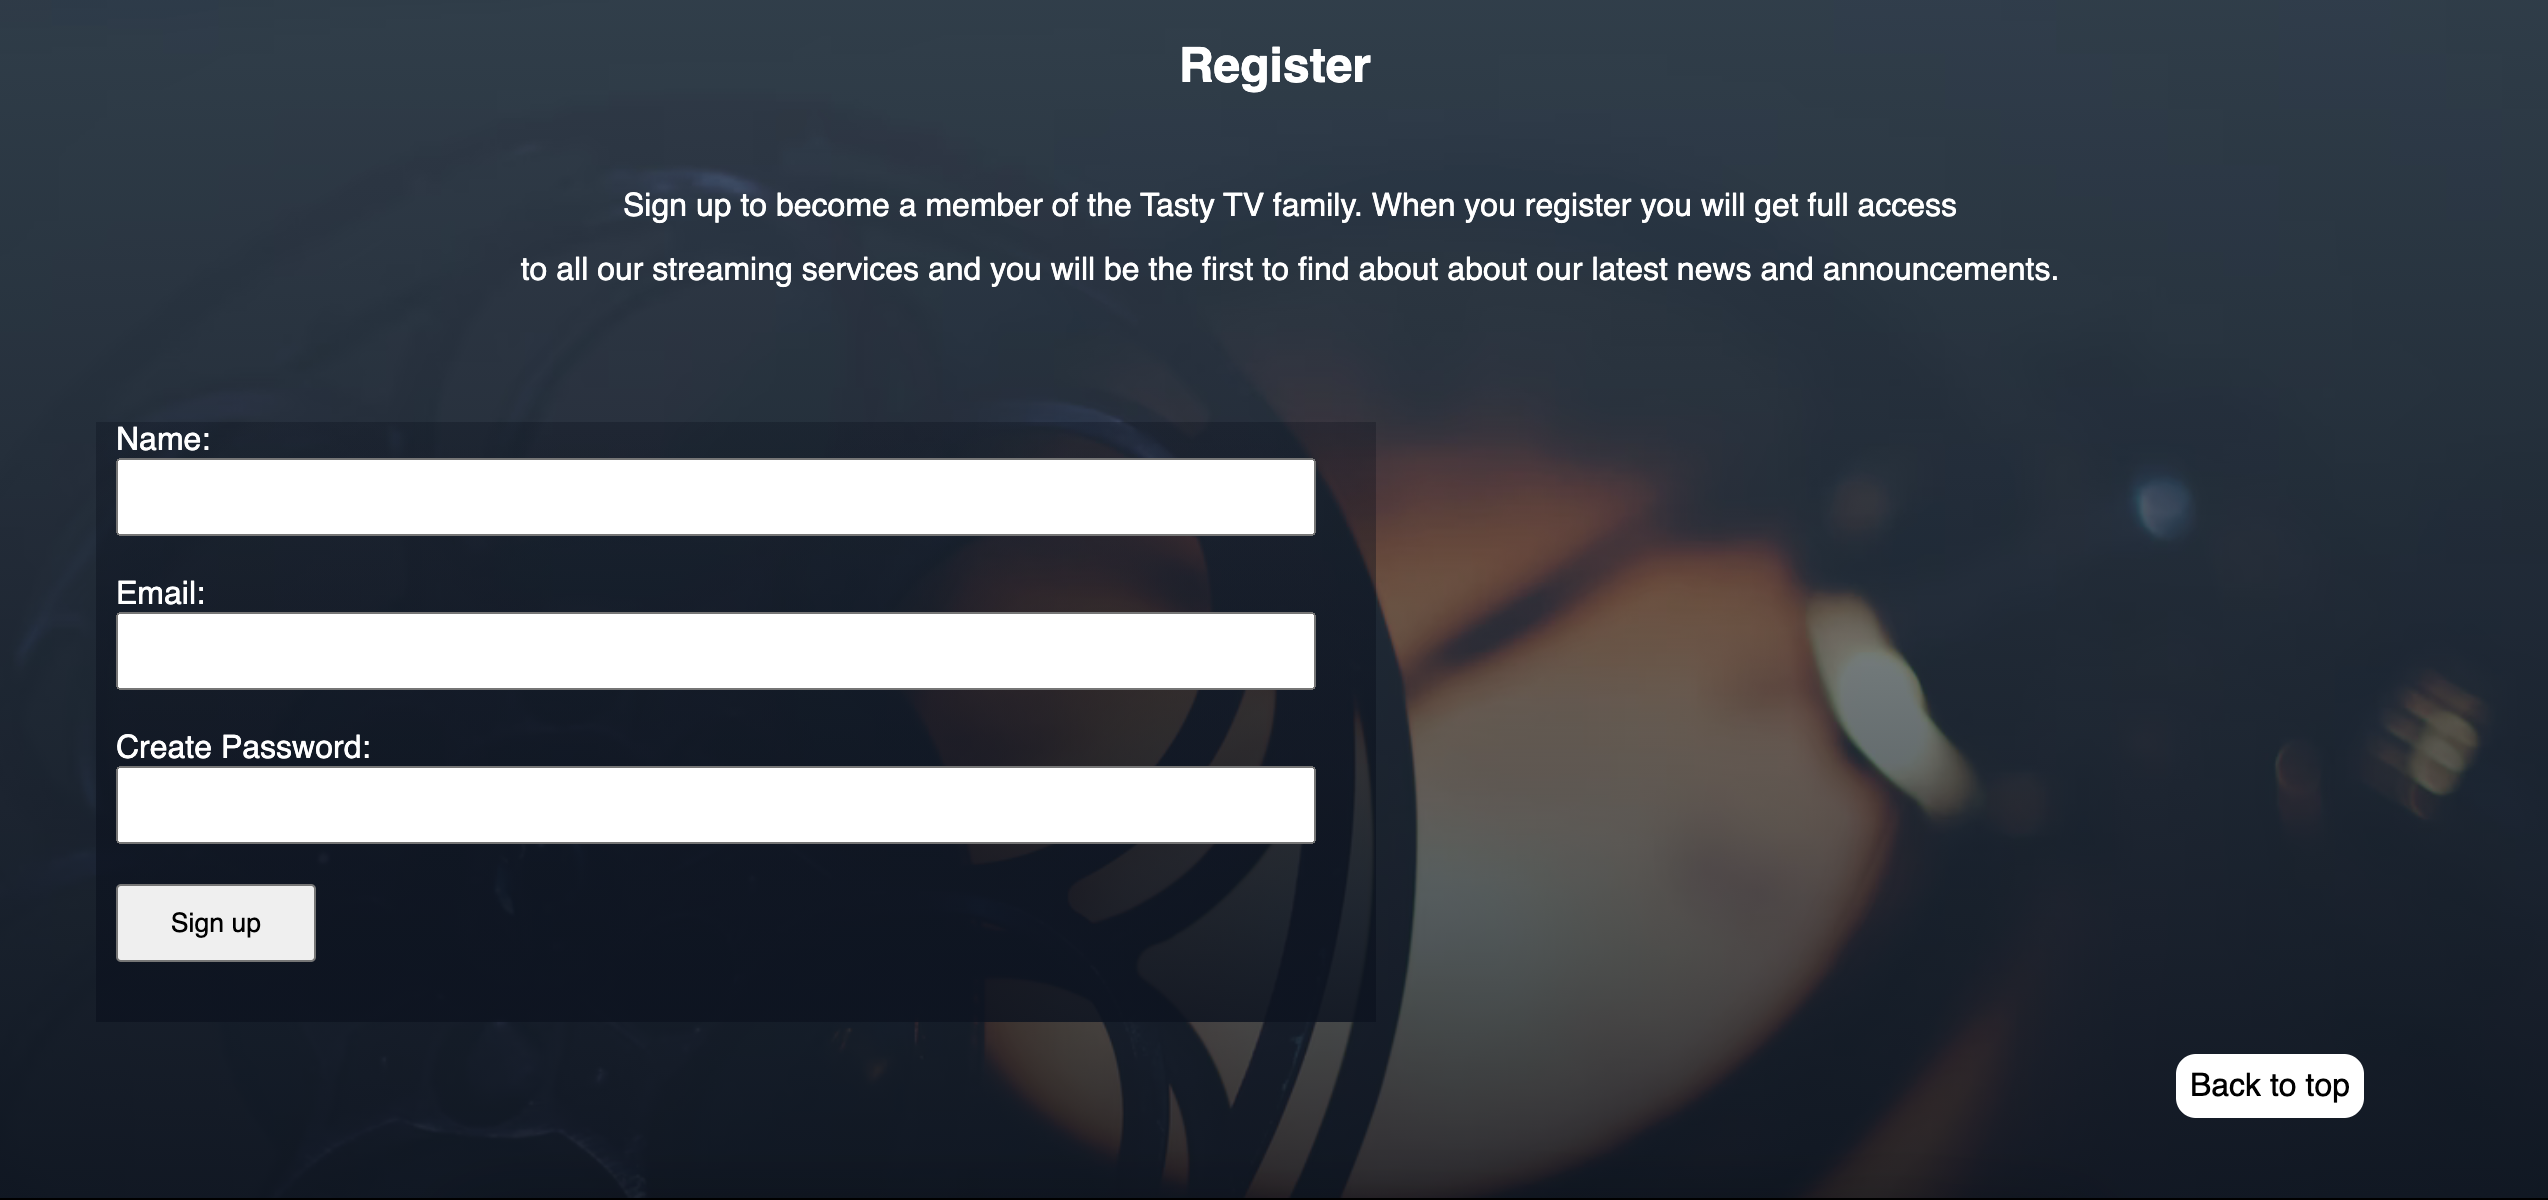 Register
Sign up to become a member of the Tasty TV family. When you register you will get full access
to all our streaming services and you will be the first to find about about our latest news and announcements.
Name:
Email:
Create Password:
Sign up
Back to top